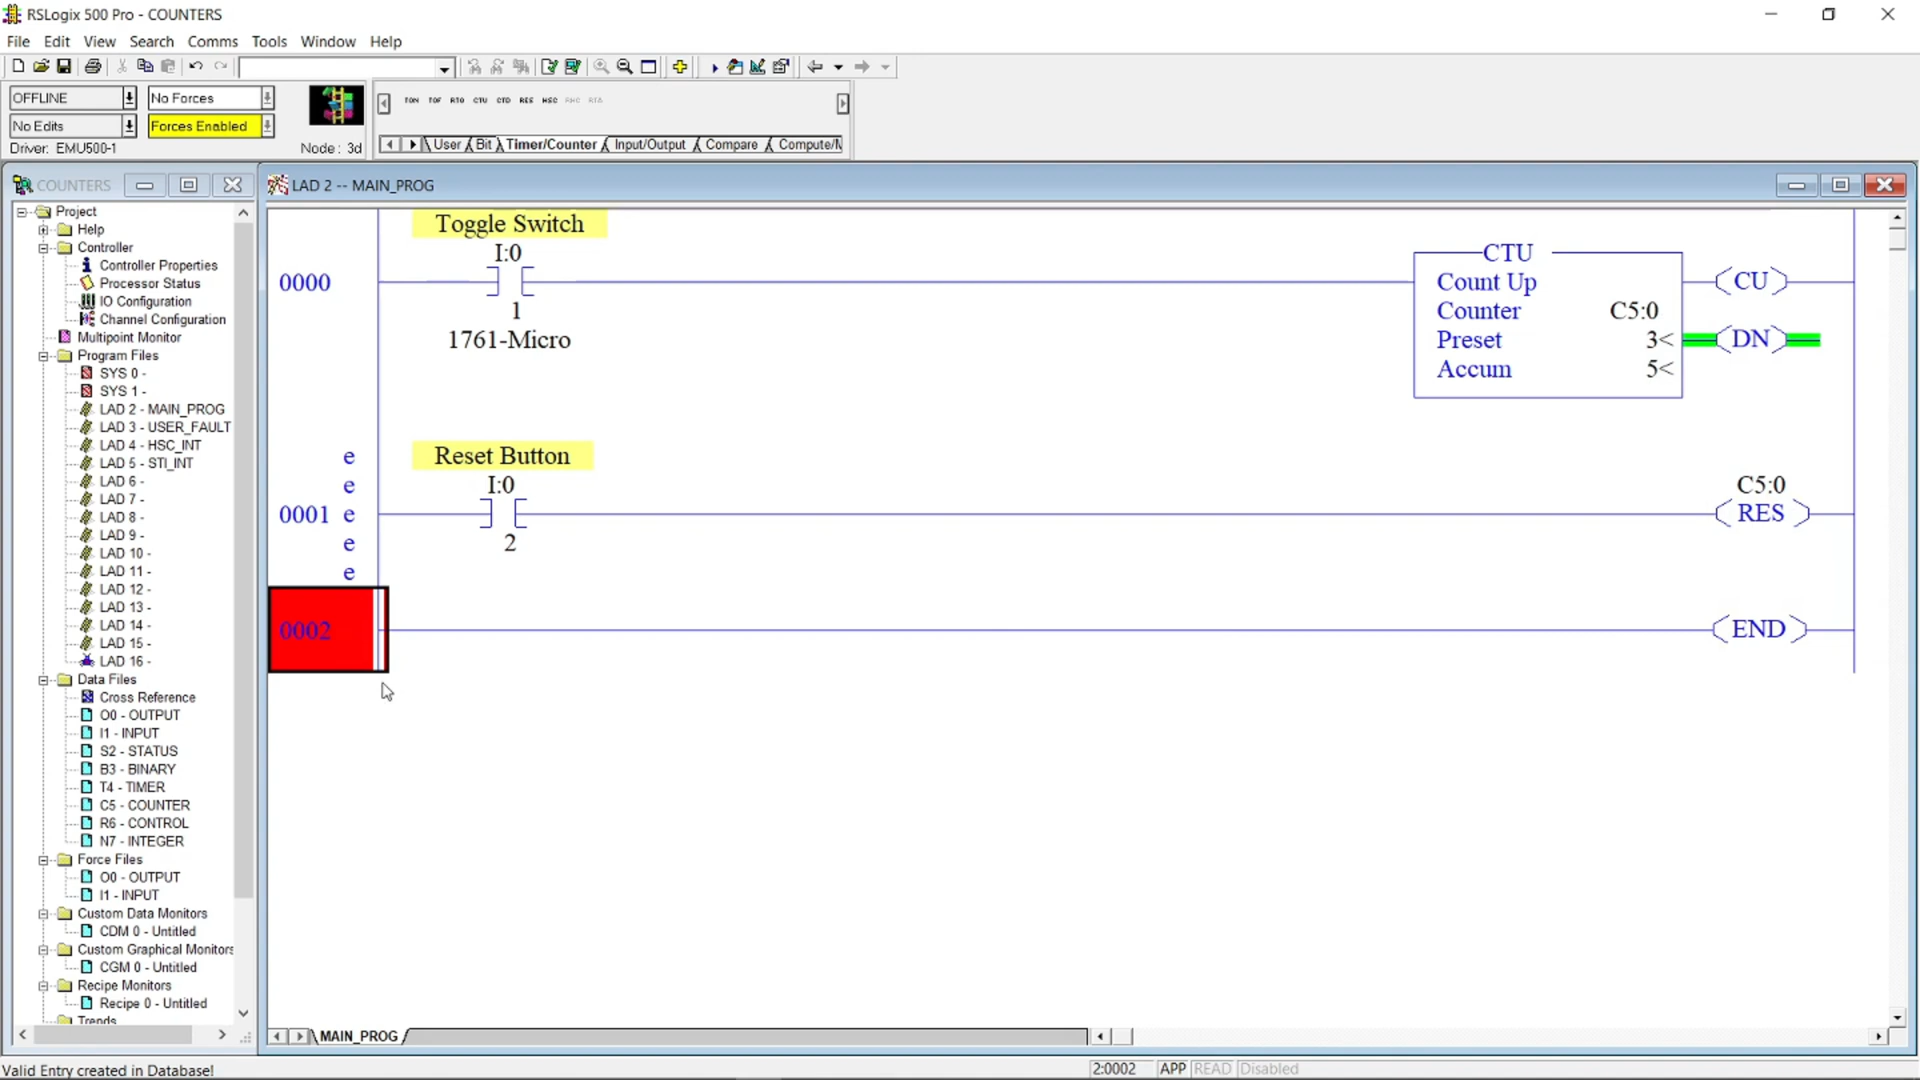 RSLogix 500 Pro - COUNTERS
File Edit View Search Comms Tools Window Help
OFFLINE No Forces
No Edits Forces Enabled
Driver: EMU500-1 Node: 3d
TON TOF RTO CTU CTD RES HSC RHC RTA
User Bit Timer/Counter Input/Output Compare Compute/M
COUNTERS
Project
Help
Controller
Controller Properties
Processor Status
IO Configuration
Channel Configuration
Multipoint Monitor
Program Files
SYS 0 -
SYS 1 -
LAD 2 - MAIN_PROG
LAD 3 - USER_FAULT
LAD 4 - HSC_INT
LAD 5 - STI_INT
LAD 6 -
LAD 7 -
LAD 8 -
LAD 9 -
LAD 10 -
LAD 11 -
LAD 12 -
LAD 13 -
LAD 14 -
LAD 15 -
LAD 16 -
Data Files
Cross Reference
O0 - OUTPUT
I1 - INPUT
S2 - STATUS
B3 - BINARY
T4 - TIMER
C5 - COUNTER
R6 - CONTROL
N7 - INTEGER
Force Files
O0 - OUTPUT
I1 - INPUT
Custom Data Monitors
CDM 0 - Untitled
Custom Graphical Monitors
CGM 0 - Untitled
Recipe Monitors
Recipe 0 - Untitled
Trends
LAD 2 -- MAIN_PROG
Toggle Switch
I:0
0000
1
1761-Micro
CTU
Count Up
Counter C5:0
Preset 3<
Accum 5<
CU
DN
Reset Button
I:0
0001
2
e
e
e
e
e
C5:0
RES
0002
END
MAIN_PROG
Valid Entry created in Database!
2:0002 APP READ Disabled